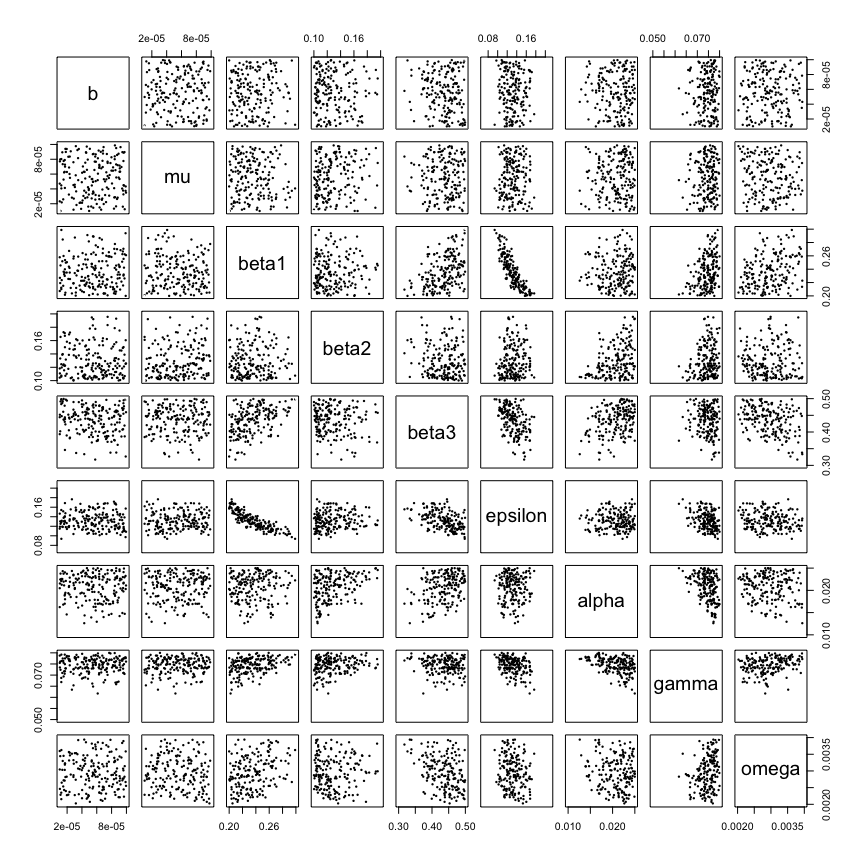 2e-05 8e-05 0.10 0.16 0.08 0.16 0.050 0.070
b
2e-05 8e-05
mu
2e-05 8e-05
beta1
0.20 0.26
beta2
0.10 0.16
beta3
0.30 0.40 0.50
epsilon
0.08 0.16
alpha
0.010 0.020
gamma
0.050 0.070
omega
0.0020 0.0035
2e-05 8e-05 0.20 0.26 0.30 0.40 0.50 0.010 0.020 0.0020 0.0035